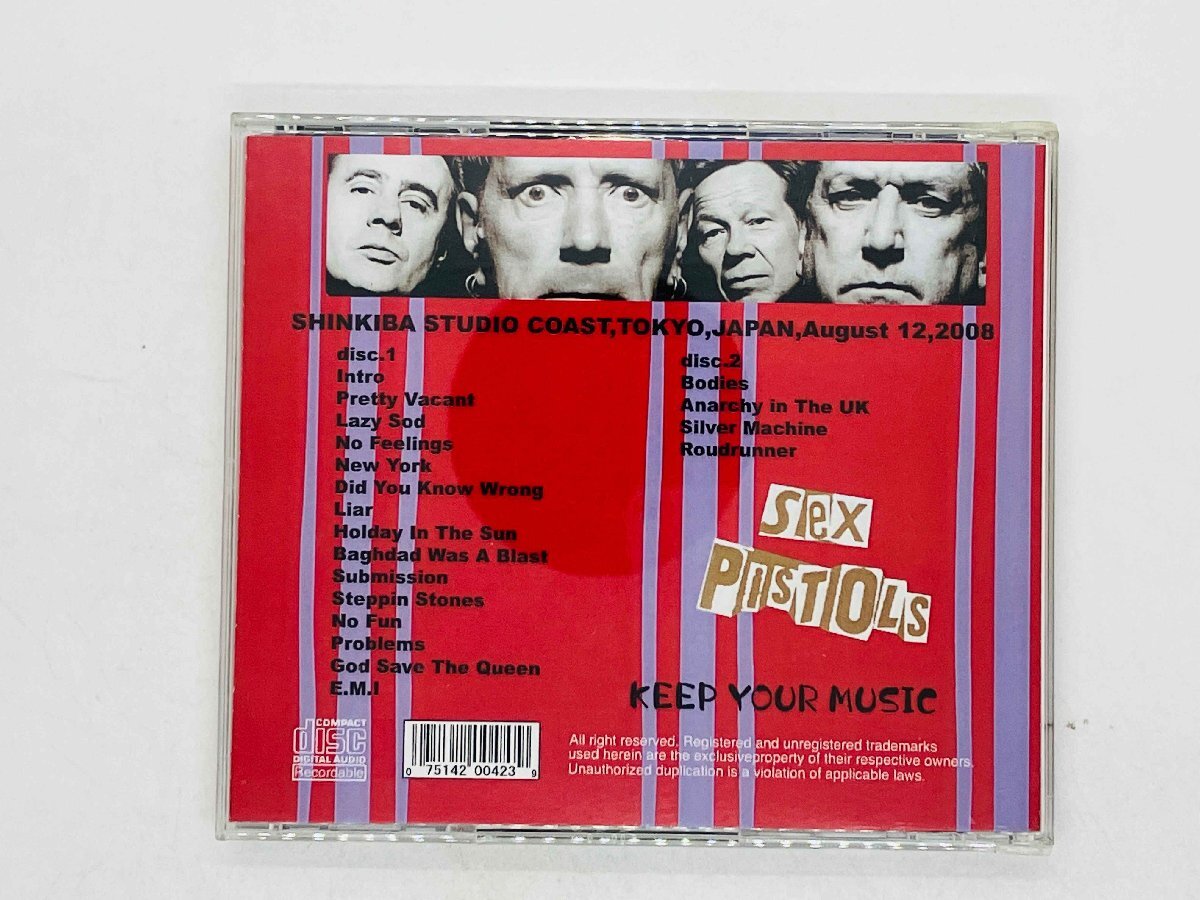 SHINKIBA STUDIO COAST,TOKYO,JAPAN,August 12,2008
disc.1
Intro
Pretty Vacant
Lazy Sod
No Feelings
New York
Did You Know Wrong
Liar
Holday In The Sun
Baghdad Was A Blast
Submission
Steppin Stones
No Fun
Problems
God Save The Queen
E.M.I
disc.2
Bodies
Anarchy in The UK
Silver Machine
Roudrunner
Sex
PISTOLS
KEEP YOUR MUSIC
COMPACT
disc
DIGITAL AUDIO
Recordable
0 75142 00423 9
All right reserved. Registered and unregistered trademarks
used herein are the exclusiveproperty of their respective owners.
Unauthorized duplication is a violation of applicable laws.